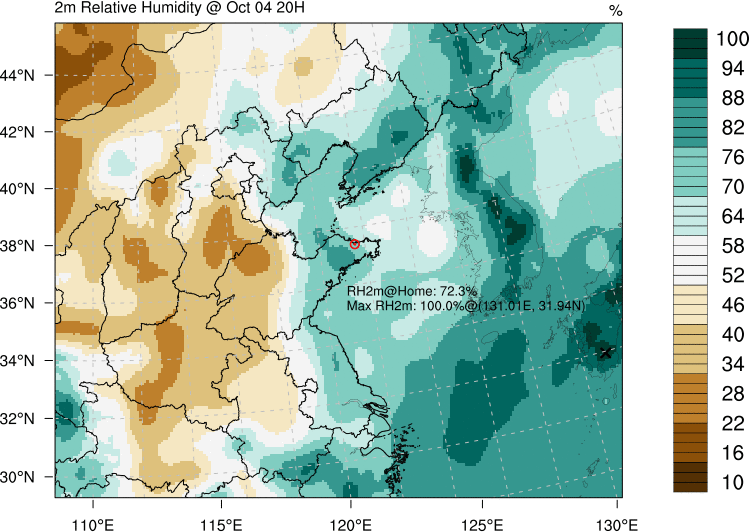 2m Relative Humidity @ Oct 04 20H
%
44°N
42°N
40°N
38°N
36°N
34°N
32°N
30°N
110°E
115°E
120°E
125°E
130°E
RH2m@Home: 72.3%
Max RH2m: 100.0%@(131.01E, 31.94N)
100
94
88
82
76
70
64
58
52
46
40
34
28
22
16
10